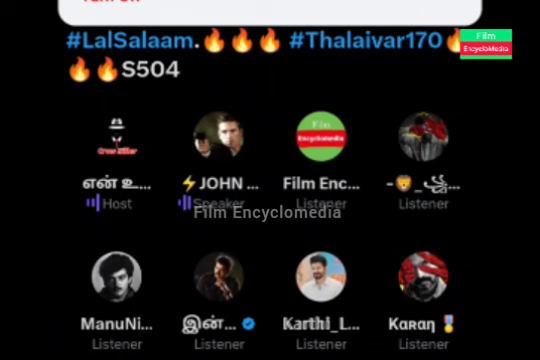 #LalSalaam.🔥🔥🔥 #Thalaivar170🔥
🔥🔥S504
Film
EncycloMedia
என் உ... ⚡JOHN ... Film Enc... -🦁_
Host Speaker Listener Listener
Film Encyclomedia
ManuNi... இன்... Karthi_L... Kaʀaη 🎖
Listener Listener Listener Listener